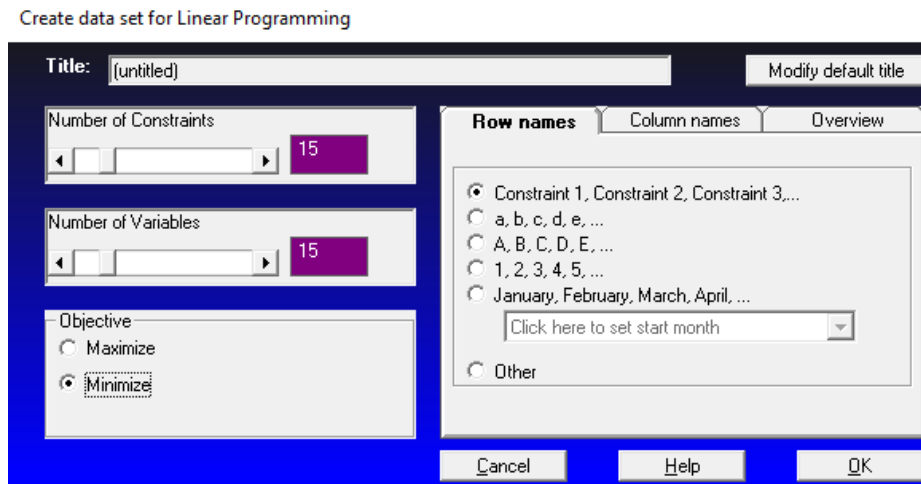 Create data set for Linear Programming
Title: (untitled)
Modify default title
Number of Constraints
15
Number of Variables
15
Objective
Maximize
Minimize
Row names
Column names
Overview
Constraint 1, Constraint 2, Constraint 3,...
a, b, c, d, e, ...
A, B, C, D, E, ...
1, 2, 3, 4, 5, ...
January, February, March, April, ...
Click here to set start month
Other
Cancel
Help
OK